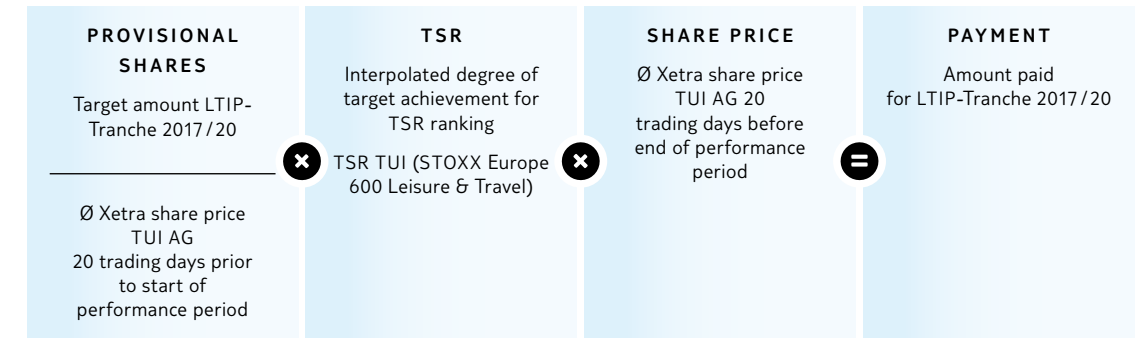 PROVISIONAL
SHARES
Target amount LTIP-
Tranche 2017/20
Ø Xetra share price
TUI AG
20 trading days prior
to start of
performance period
×
TSR
Interpolated degree of
target achievement for
TSR ranking
TSR TUI (STOXX Europe
600 Leisure & Travel)
×
SHARE PRICE
Ø Xetra share price
TUI AG 20
trading days before
end of performance
period
=
PAYMENT
Amount paid
for LTIP-Tranche 2017/20